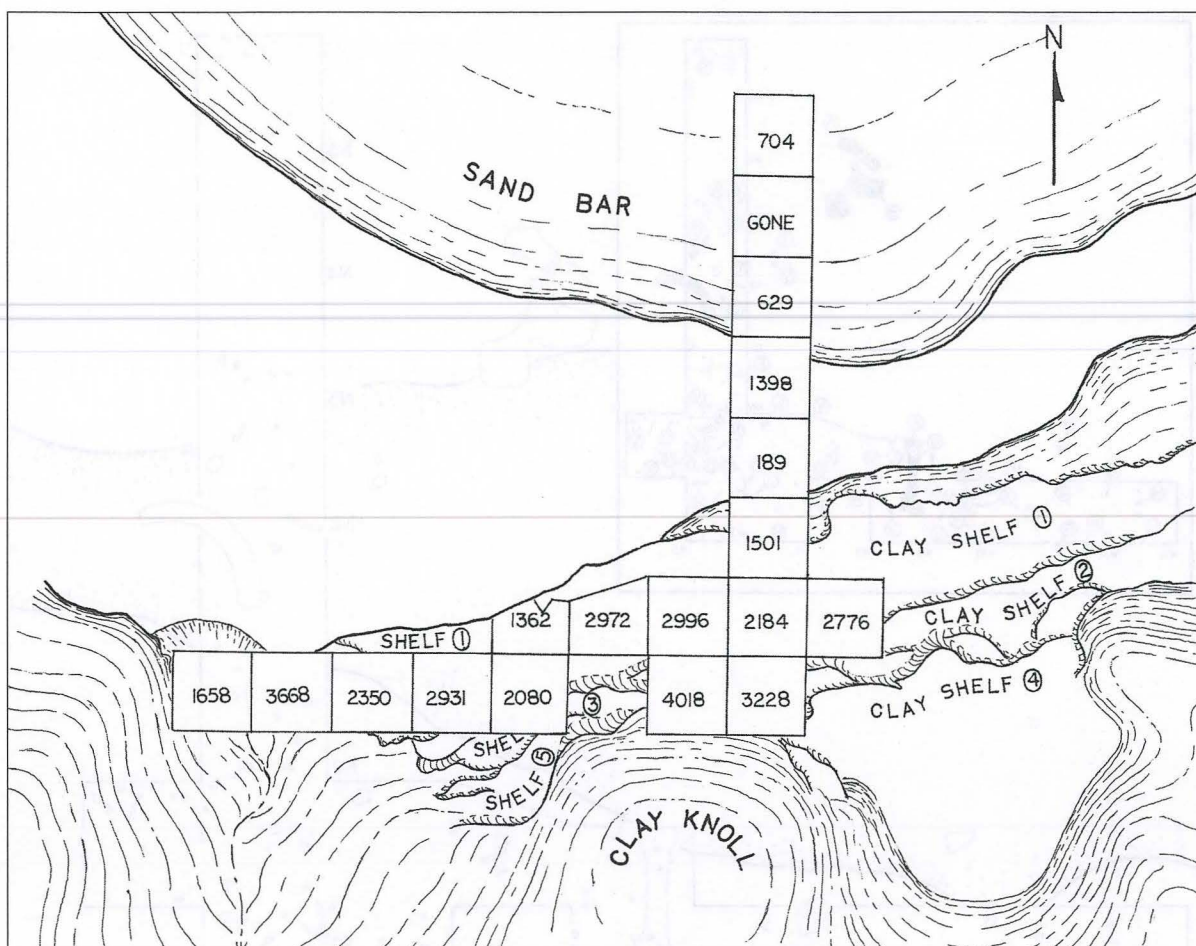 N
704
SAND BAR
GONE
629
1398
189
1501
CLAY SHELF ①
CLAY SHELF ②
1362 2972 2996 2184 2776
SHELF ①
1658 3668 2350 2931 2080 ③ 4018 3228
CLAY SHELF ④
SHEL
SHELF ⑤
CLAY KNOLL